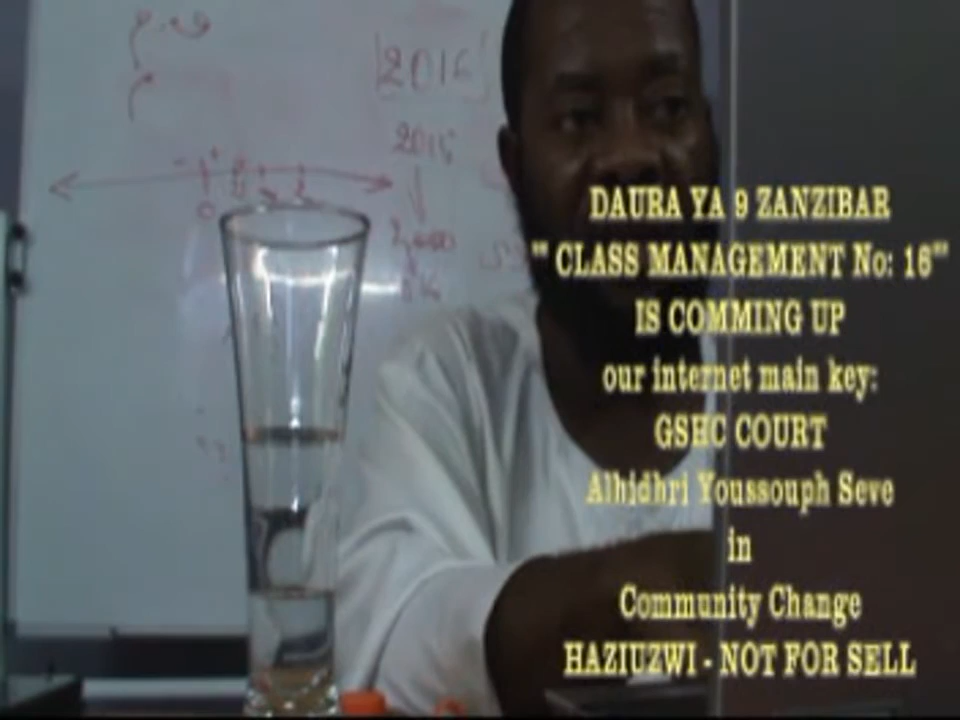 [2016]
2016
DAURA YA 9 ZANZIBAR
" CLASS MANAGEMENT No: 16"
IS COMMING UP
our internet main key:
GSHC COURT
Alhidhri Youssouph Seve
in
Community Change
HAZIUZWI - NOT FOR SELL